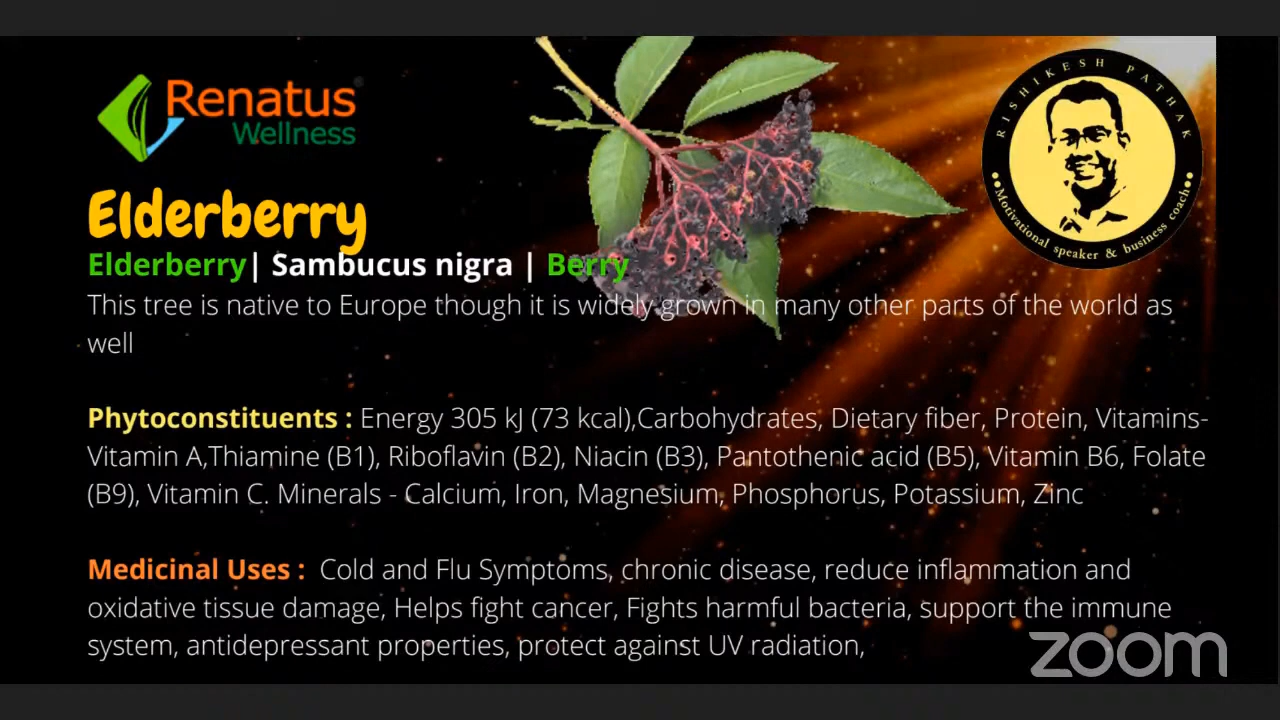 Renatus
Wellness
RISHIKESH PATHAK
Motivational speaker & business coach
Elderberry
Elderberry| Sambucus nigra | Berry
This tree is native to Europe though it is widely grown in many other parts of the world as
well
Phytoconstituents : Energy 305 kJ (73 kcal),Carbohydrates, Dietary fiber, Protein, Vitamins-
Vitamin A,Thiamine (B1), Riboflavin (B2), Niacin (B3), Pantothenic acid (B5), Vitamin B6, Folate
(B9), Vitamin C. Minerals - Calcium, Iron, Magnesium, Phosphorus, Potassium, Zinc
Medicinal Uses : Cold and Flu Symptoms, chronic disease, reduce inflammation and
oxidative tissue damage, Helps fight cancer, Fights harmful bacteria, support the immune
system, antidepressant properties, protect against UV radiation,
zoom